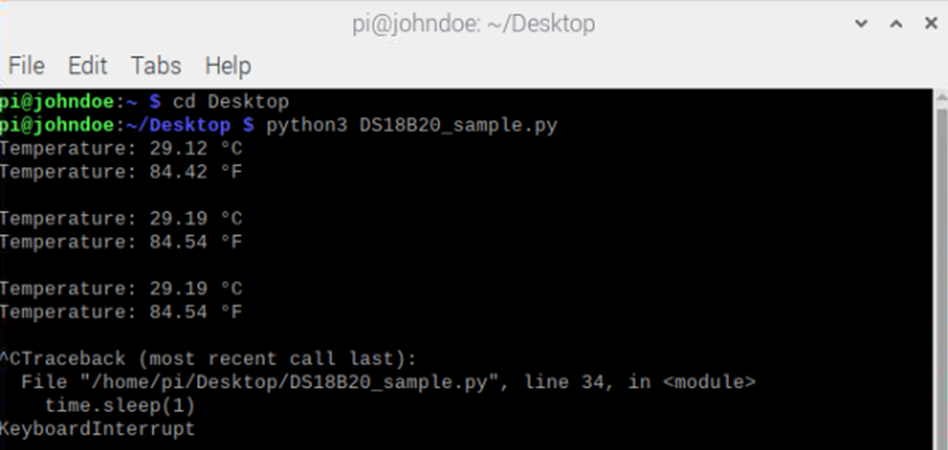 pi@johndoe: ~/Desktop
File Edit Tabs Help
pi@johndoe:~ $ cd Desktop
pi@johndoe:~/Desktop $ python3 DS18B20_sample.py
Temperature: 29.12 °C
Temperature: 84.42 °F
Temperature: 29.19 °C
Temperature: 84.54 °F
Temperature: 29.19 °C
Temperature: 84.54 °F
^CTraceback (most recent call last):
  File "/home/pi/Desktop/DS18B20_sample.py", line 34, in <module>
    time.sleep(1)
KeyboardInterrupt